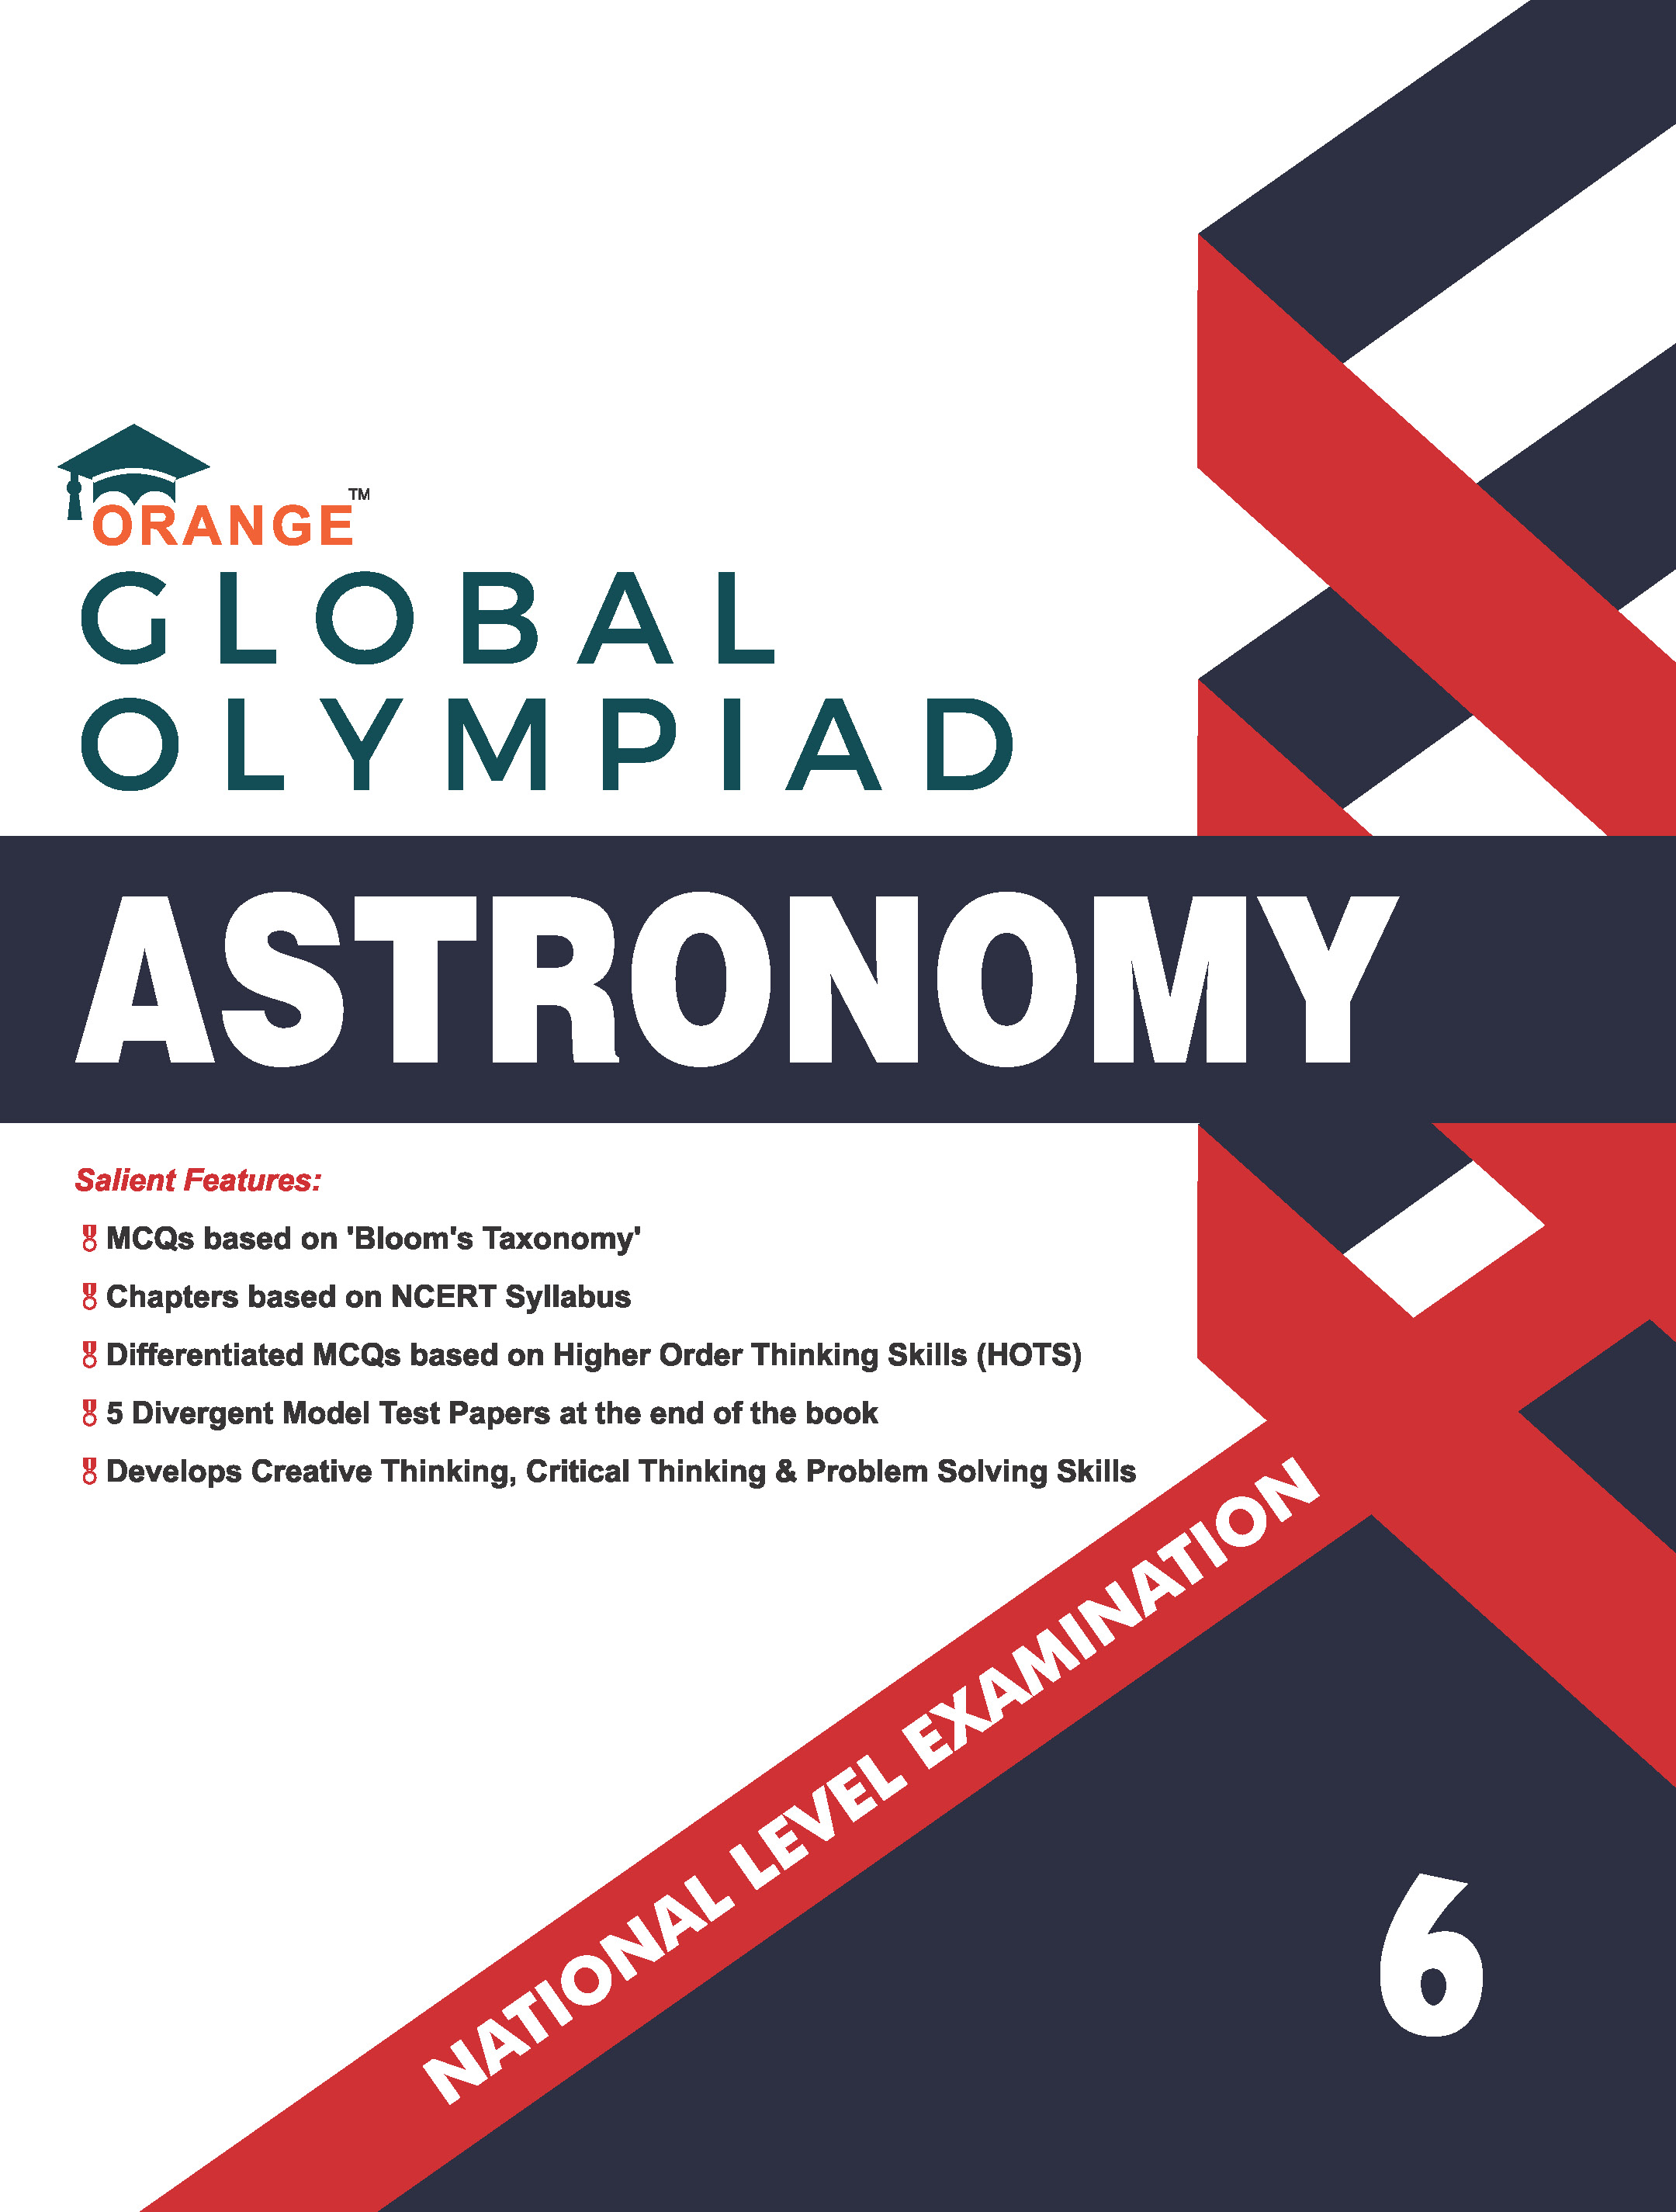 ORANGE™
GLOBAL
OLYMPIAD
ASTRONOMY
Salient Features:
MCQs based on 'Bloom's Taxonomy'
Chapters based on NCERT Syllabus
Differentiated MCQs based on Higher Order Thinking Skills (HOTS)
5 Divergent Model Test Papers at the end of the book
Develops Creative Thinking, Critical Thinking & Problem Solving Skills
NATIONAL LEVEL EXAMINATION
6